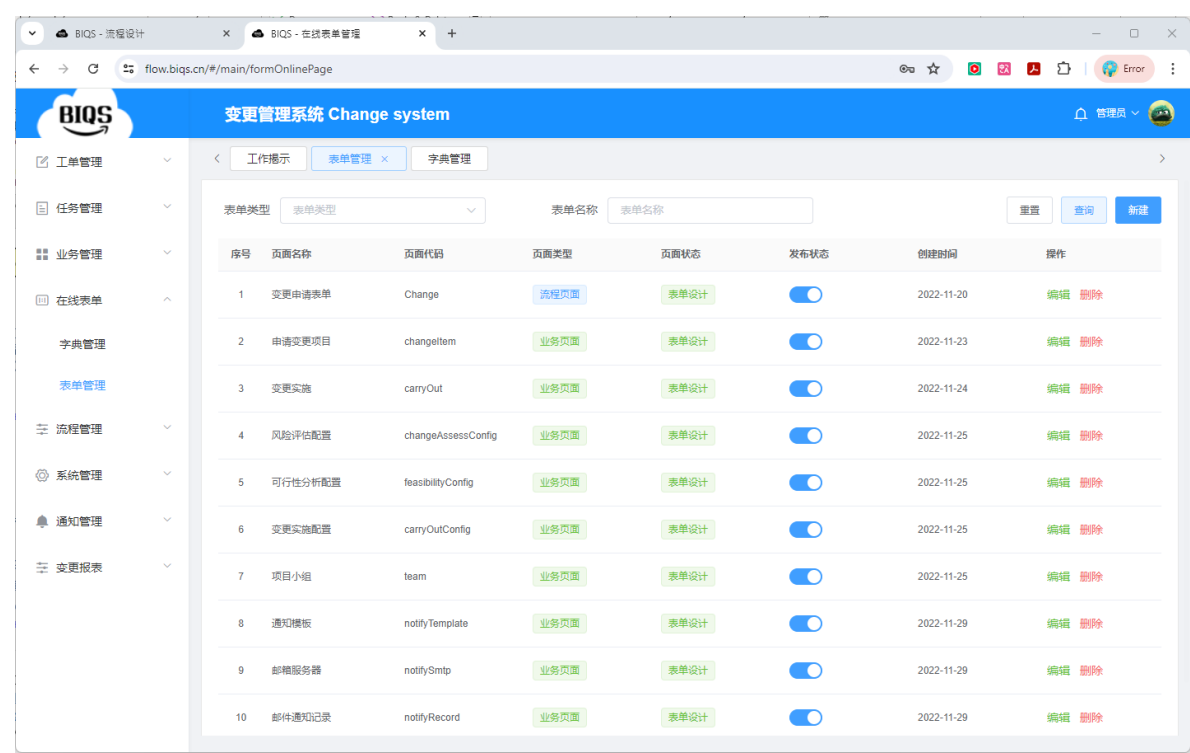 BIQS - 流程设计
BIQS - 在线表单管理
flow.biqs.cn/#/main/formOnlinePage
Error
BIQS
变更管理系统 Change system
管理员
工单管理
任务管理
业务管理
在线表单
字典管理
表单管理
流程管理
系统管理
通知管理
变更报表
工作揭示 表单管理 × 字典管理
表单类型 表单类型 表单名称 表单名称 重置 查询 新建
序号 页面名称 页面代码 页面类型 页面状态 发布状态 创建时间 操作
1 变更申请表单 Change 流程页面 表单设计 2022-11-20 编辑 删除
2 申请变更项目 changeItem 业务页面 表单设计 2022-11-23 编辑 删除
3 变更实施 carryOut 业务页面 表单设计 2022-11-24 编辑 删除
4 风险评估配置 changeAssessConfig 业务页面 表单设计 2022-11-25 编辑 删除
5 可行性分析配置 feasibilityConfig 业务页面 表单设计 2022-11-25 编辑 删除
6 变更实施配置 carryOutConfig 业务页面 表单设计 2022-11-25 编辑 删除
7 项目小组 team 业务页面 表单设计 2022-11-25 编辑 删除
8 通知模板 notifyTemplate 业务页面 表单设计 2022-11-29 编辑 删除
9 邮箱服务器 notifySmtp 业务页面 表单设计 2022-11-29 编辑 删除
10 邮件通知记录 notifyRecord 业务页面 表单设计 2022-11-29 编辑 删除